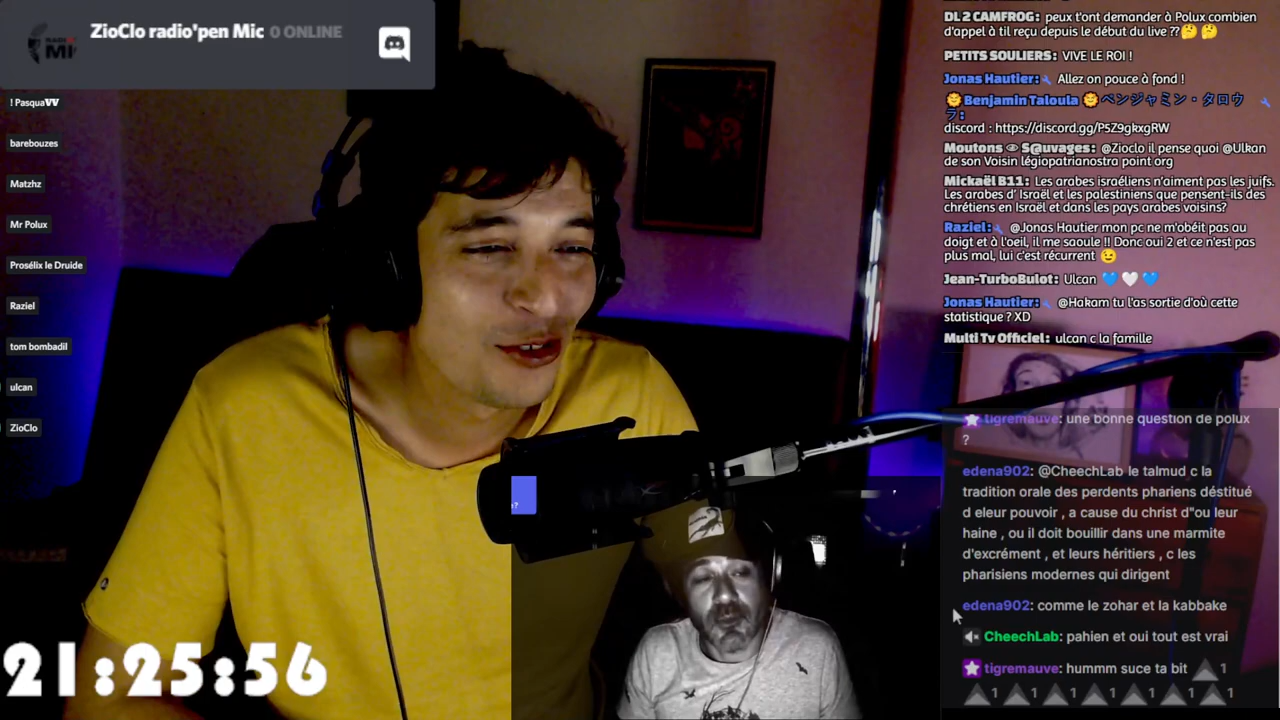 ZioClo radio'pen Mic 0 ONLINE
MI
! PasquaVV
barebouzes
Matzhz
Mr Polux
Prosélix le Druide
Raziel
tom bombadil
ulcan
ZioClo
21:25:56
DL 2 CAMFROG: peux t'ont demander à Polux combien
d'appel à til reçu depuis le début du live ?? 🤔 🤔
PETITS SOULIERS: VIVE LE ROI !
Jonas Hautier: Allez on pouce à fond !
🌞 Benjamin Taloula 🌞 ベンジャミン・タロウ
ラ:
discord : https://discord.gg/P5Z9gkxgRW
Moutons 👁 S@uvages: @Zioclo il pense quoi @Ulkan
de son Voisin légiopatrianostra point org
Mickaël B11: Les arabes israéliens n'aiment pas les juifs.
Les arabes d' Israël et les palestiniens que pensent-ils des
chrétiens en Israël et dans les pays arabes voisins?
Raziel: @Jonas Hautier mon pc ne m'obéit pas au
doigt et à l'oeil, il me saoule !! Donc oui 2 et ce n'est pas
plus mal, lui c'est récurrent 😉
Jean-TurboBulot: Ulcan 💙 🤍 💙
Jonas Hautier: @Hakam tu l'as sortie d'où cette
statistique ? XD
Multi Tv Officiel: ulcan c la famille
tigremauve: une bonne question de polux
?
edena902: @CheechLab le talmud c la
tradition orale des perdents phariens déstitué
d eleur pouvoir , a cause du christ d"ou leur
haine , ou il doit bouillir dans une marmite
d'excrément , et leurs héritiers , c les
pharisiens modernes qui dirigent
edena902: comme le zohar et la kabbake
CheechLab: pahien et oui tout est vrai
tigremauve: hummm suce ta bit 1
1 1 1 1 1 1 1